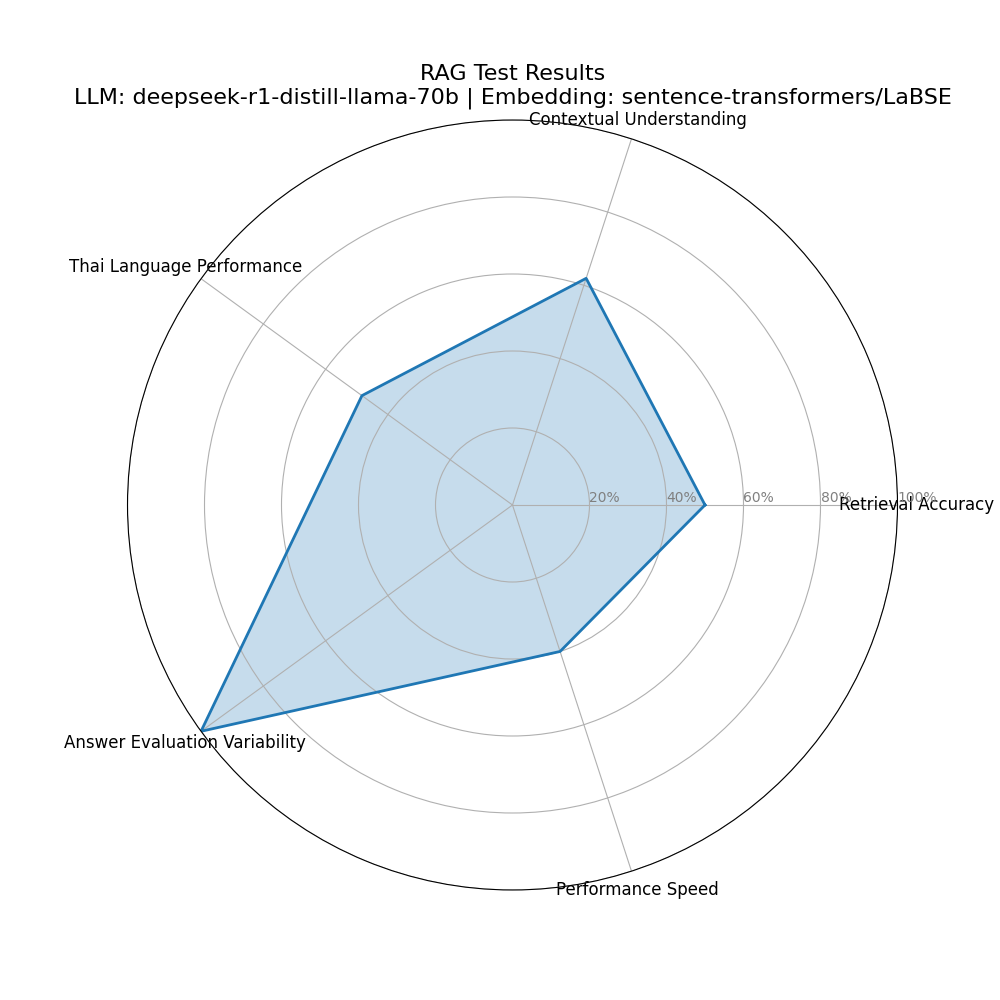 RAG Test Results
LLM: deepseek-r1-distill-llama-70b | Embedding: sentence-transformers/LaBSE
Contextual Understanding
Thai Language Performance
20%
40%
60%
80%
100%
Retrieval Accuracy
Answer Evaluation Variability
Performance Speed